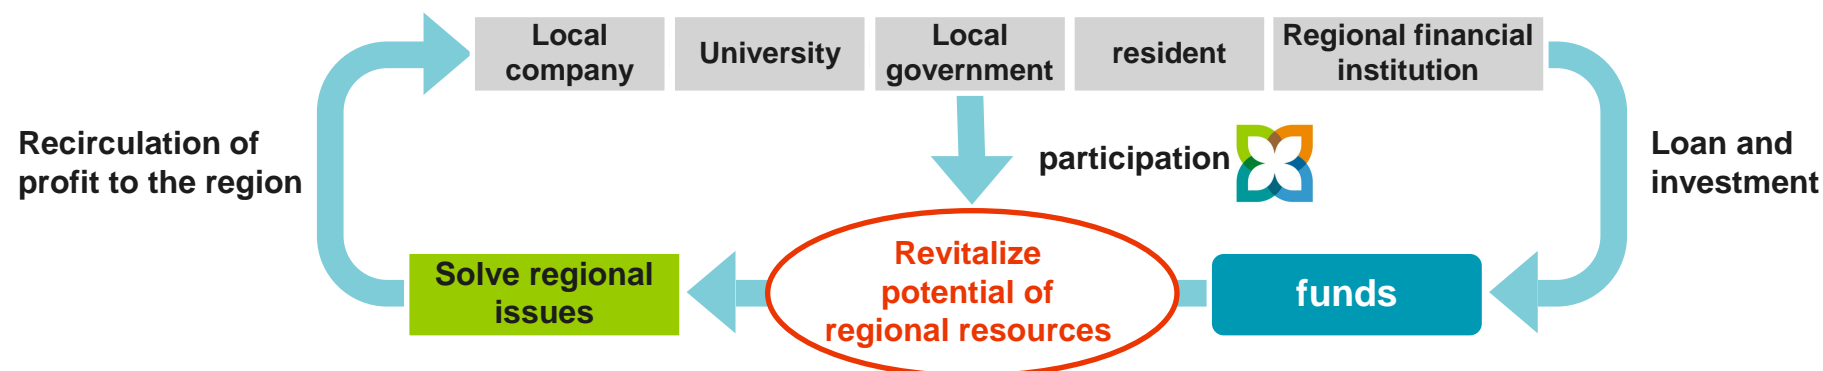 Local
company
University
Local
government
resident
Regional financial
institution
Recirculation of
profit to the region
participation
Loan and
investment
Solve regional
issues
Revitalize
potential of
regional resources
funds